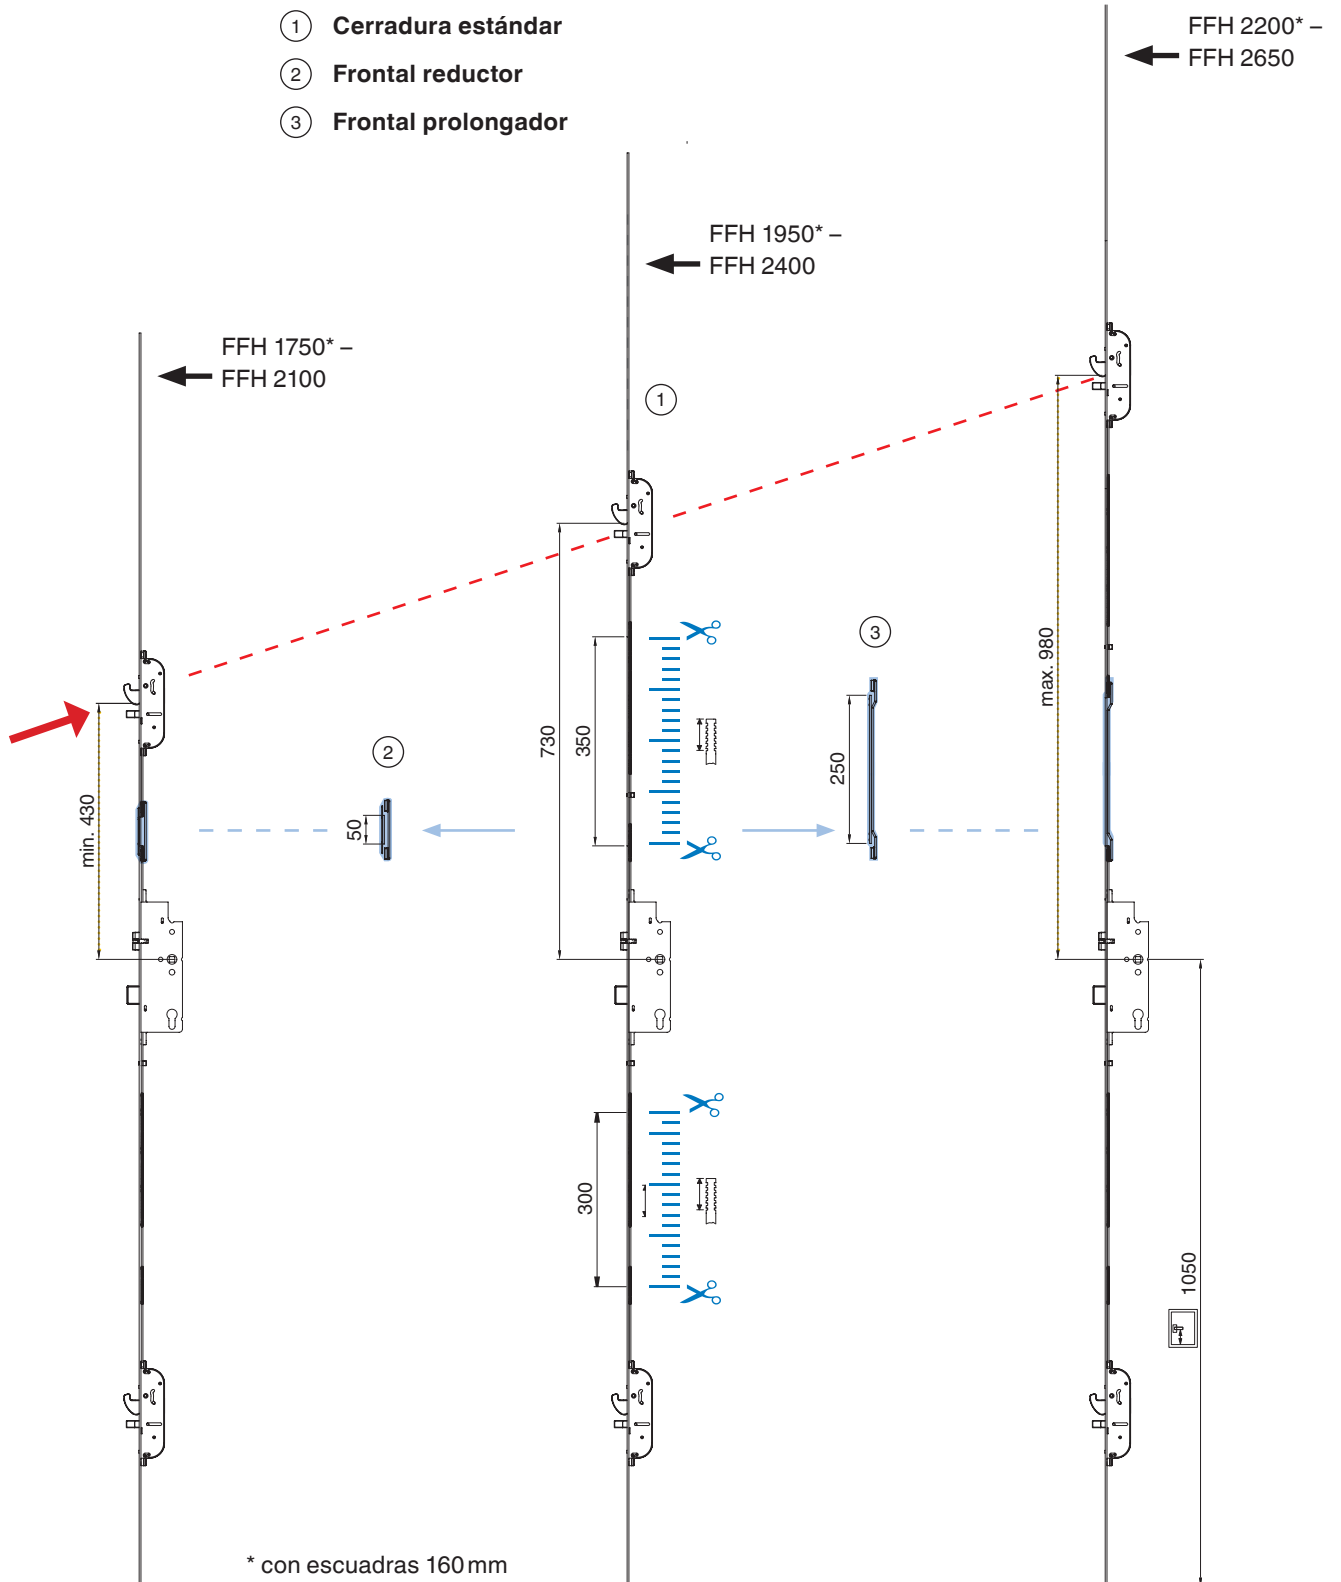 1 Cerradura estándar
2 Frontal reductor
3 Frontal prolongador
FFH 2200* –
FFH 2650
FFH 1950* –
FFH 2400
FFH 1750* –
FFH 2100
1
3
2
min. 430
50
730
350
250
max. 980
300
1050
* con escuadras 160 mm